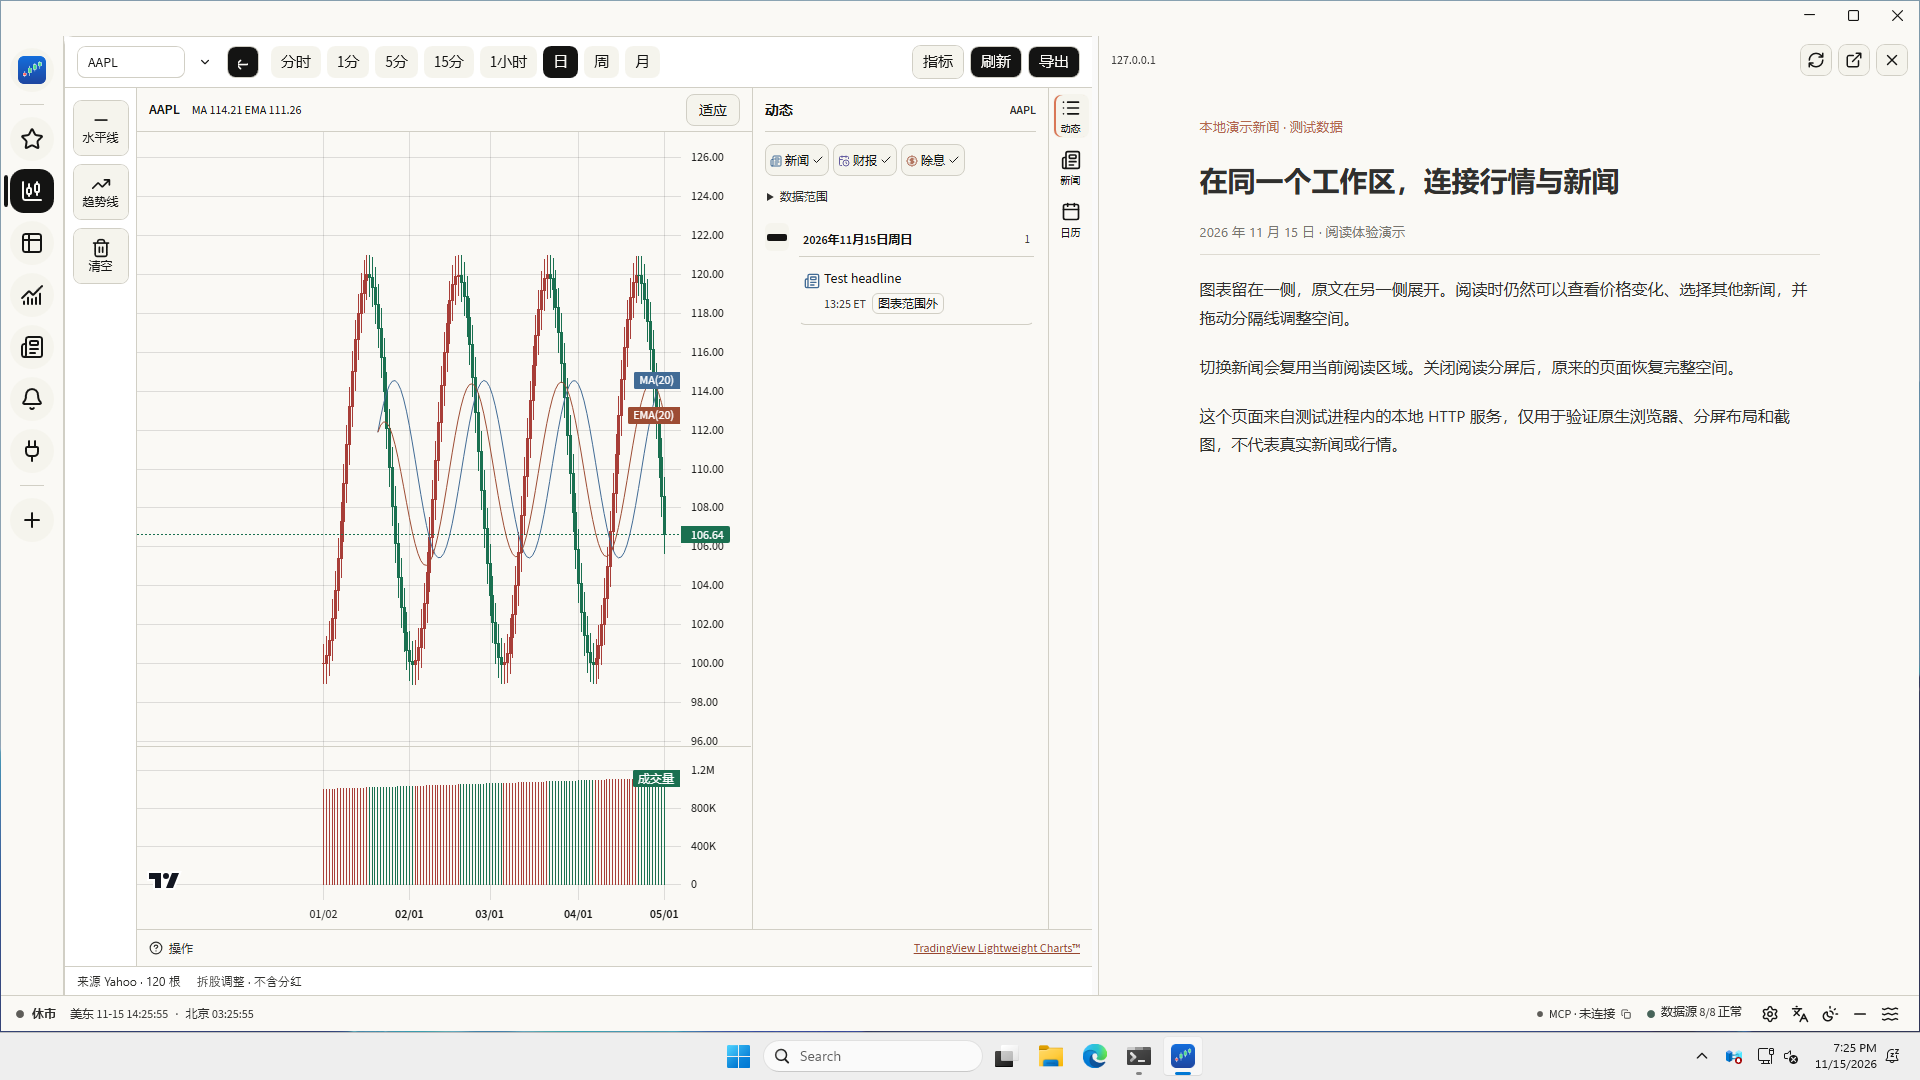 AAPL
分时
1分
5分
15分
1小时
日
周
月
指标
刷新
导出
127.0.0.1
水平线
趋势线
清空
AAPL MA 114.21 EMA 111.26
适应
126.00
124.00
122.00
120.00
118.00
116.00
114.00
112.00
110.00
108.00
106.64
106.00
104.00
102.00
100.00
98.00
96.00
MA(20)
EMA(20)
成交量
1.2M
800K
400K
0
01/02
02/01
03/01
04/01
05/01
操作
TradingView Lightweight Charts™
来源 Yahoo · 120 根 拆股调整 · 不含分红
动态
AAPL
新闻
财报
除息
数据范围
2026年11月15日周日
1
Test headline
13:25 ET
图表范围外
动态
新闻
日历
本地演示新闻 · 测试数据
在同一个工作区，连接行情与新闻
2026 年 11 月 15 日 · 阅读体验演示
图表留在一侧，原文在另一侧展开。阅读时仍然可以查看价格变化、选择其他新闻，并
拖动分隔线调整空间。
切换新闻会复用当前阅读区域。关闭阅读分屏后，原来的页面恢复完整空间。
这个页面来自测试进程内的本地 HTTP 服务，仅用于验证原生浏览器、分屏布局和截
图，不代表真实新闻或行情。
休市 美东 11-15 14:25:55 · 北京 03:25:55
MCP · 未连接
数据源 8/8 正常
Search
7:25 PM
11/15/2026